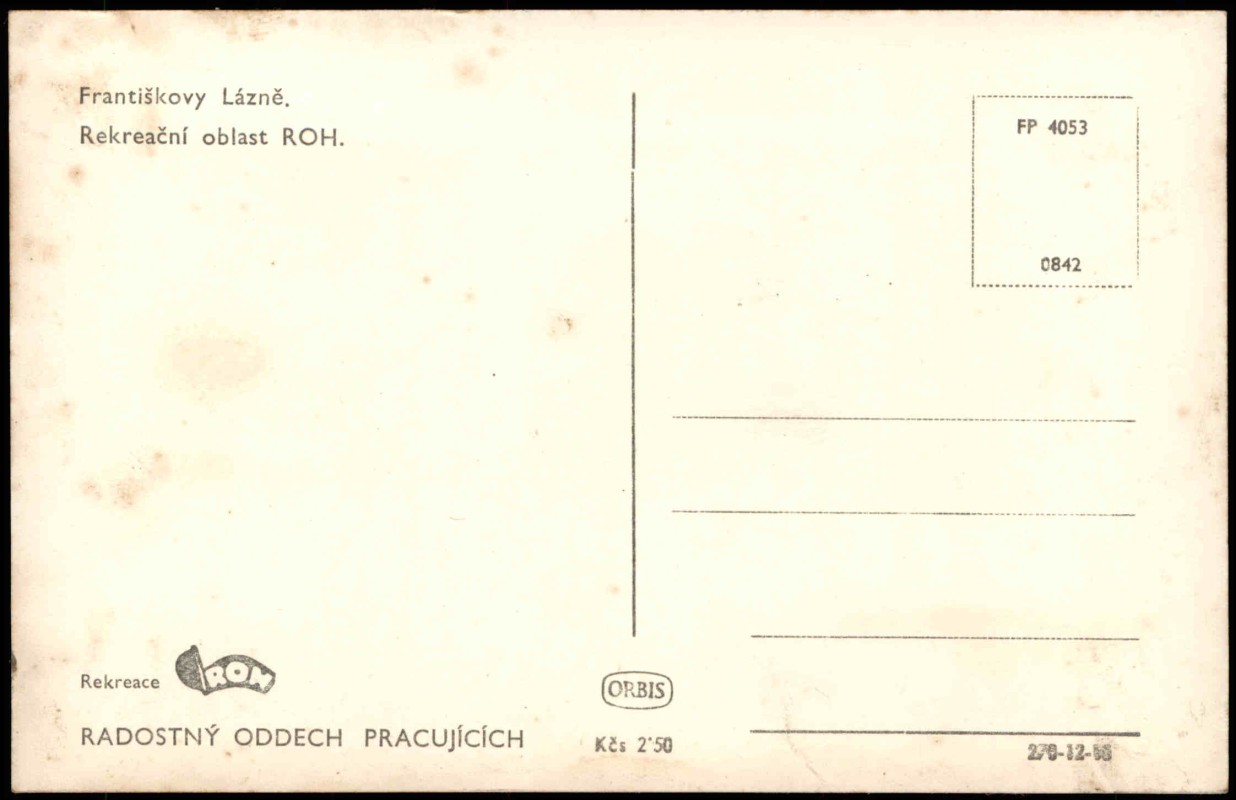 Františkovy Lázně.
Rekreační oblast ROH.
FP 4053
0842
Rekreace ROH
RADOSTNÝ ODDECH PRACUJÍCÍCH
ORBIS
Kčs 2'50